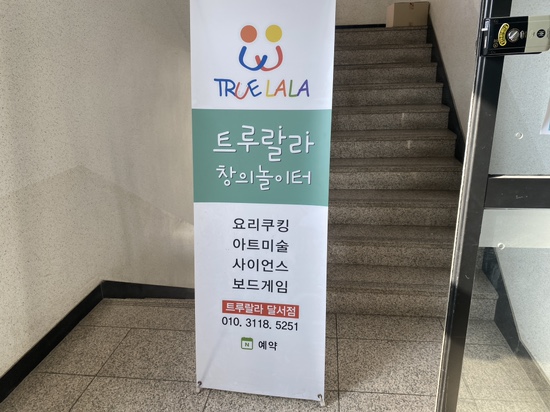 TRUE LALA
트루랄라
창의놀이터
요리쿠킹
아트미술
사이언스
보드게임
트루랄라 달서점
010. 3118. 5251
N 예약